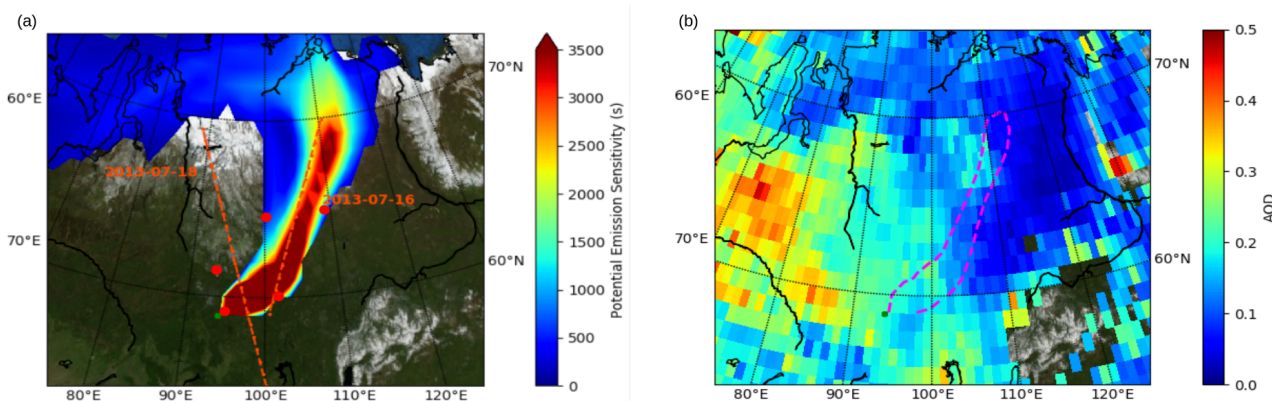 (a)
(b)
60°E
70°E
80°E
90°E
100°E
110°E
120°E
70°N
60°N
2013-07-18
2013-07-16
3500
3000
2500
2000
1500
1000
500
0
Potential Emission Sensitivity (s)
60°E
70°E
80°E
90°E
100°E
110°E
120°E
70°N
60°N
0.5
0.4
0.3
0.2
0.1
0.0
AOD